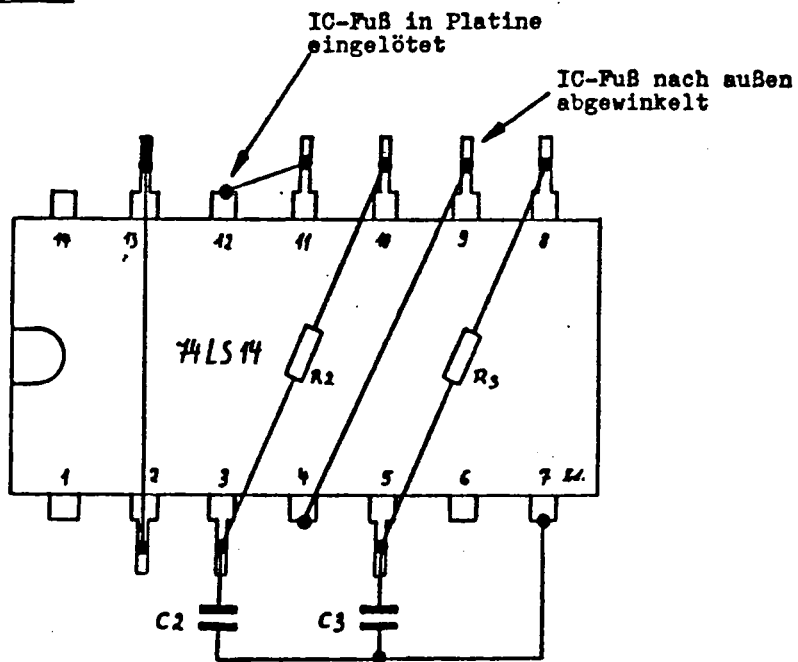 IC-Fuß in Platine
eingelötet
IC-Fuß nach außen
abgewinkelt
14 13 12 11 10 9 8
74LS14
R2
R3
1 2 3 4 5 6 7
C2
C3